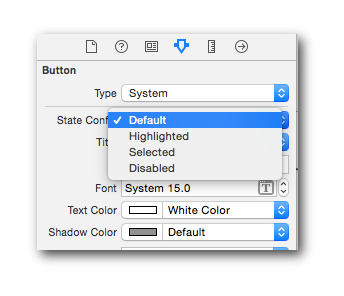 Button
Type System
State Conf
Default
Tit
Highlighted
Selected
Disabled
Font System 15.0 T
Text Color White Color
Shadow Color Default